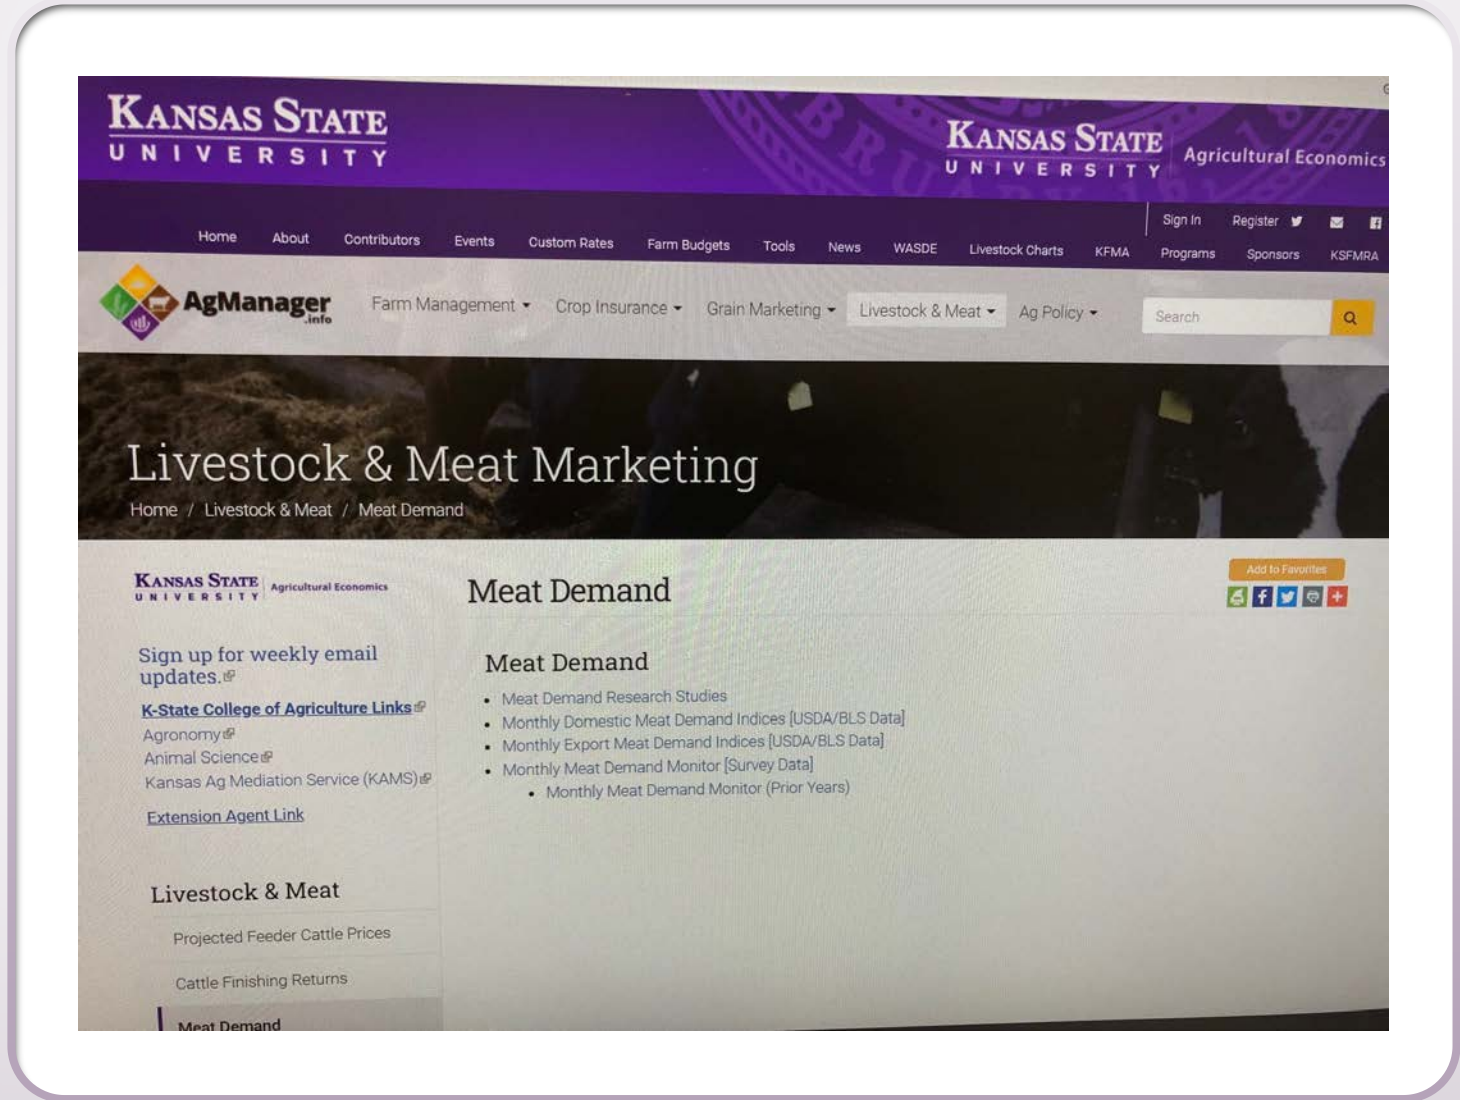 KANSAS STATE
UNIVERSITY
KANSAS STATE
UNIVERSITY
Agricultural Economics
Sign In Register
Home About Contributors Events Custom Rates Farm Budgets Tools News WASDE Livestock Charts KFMA Programs Sponsors KSFMRA
AgManager
.info
Farm Management Crop Insurance Grain Marketing Livestock & Meat Ag Policy
Search
Livestock & Meat Marketing
Home / Livestock & Meat / Meat Demand
KANSAS STATE
UNIVERSITY
Agricultural Economics
Sign up for weekly email
updates.
K-State College of Agriculture Links
Agronomy
Animal Science
Kansas Ag Mediation Service (KAMS)
Extension Agent Link
Livestock & Meat
Projected Feeder Cattle Prices
Cattle Finishing Returns
Meat Demand
Meat Demand
Add to Favorites
Meat Demand
• Meat Demand Research Studies
• Monthly Domestic Meat Demand Indices [USDA/BLS Data]
• Monthly Export Meat Demand Indices [USDA/BLS Data]
• Monthly Meat Demand Monitor [Survey Data]
• Monthly Meat Demand Monitor (Prior Years)